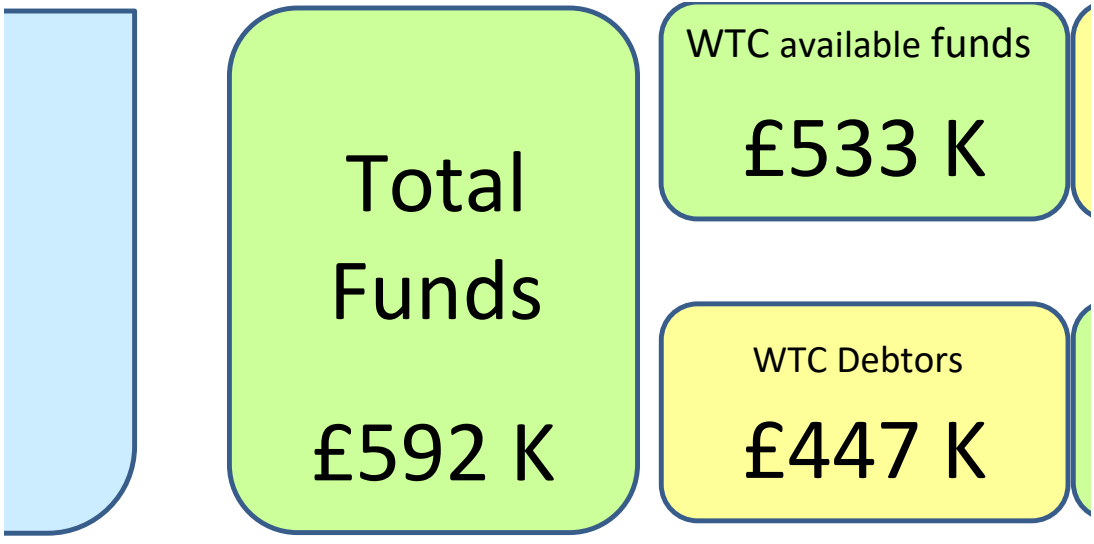 Total
Funds
£592 K
WTC available funds
£533 K
WTC Debtors
£447 K